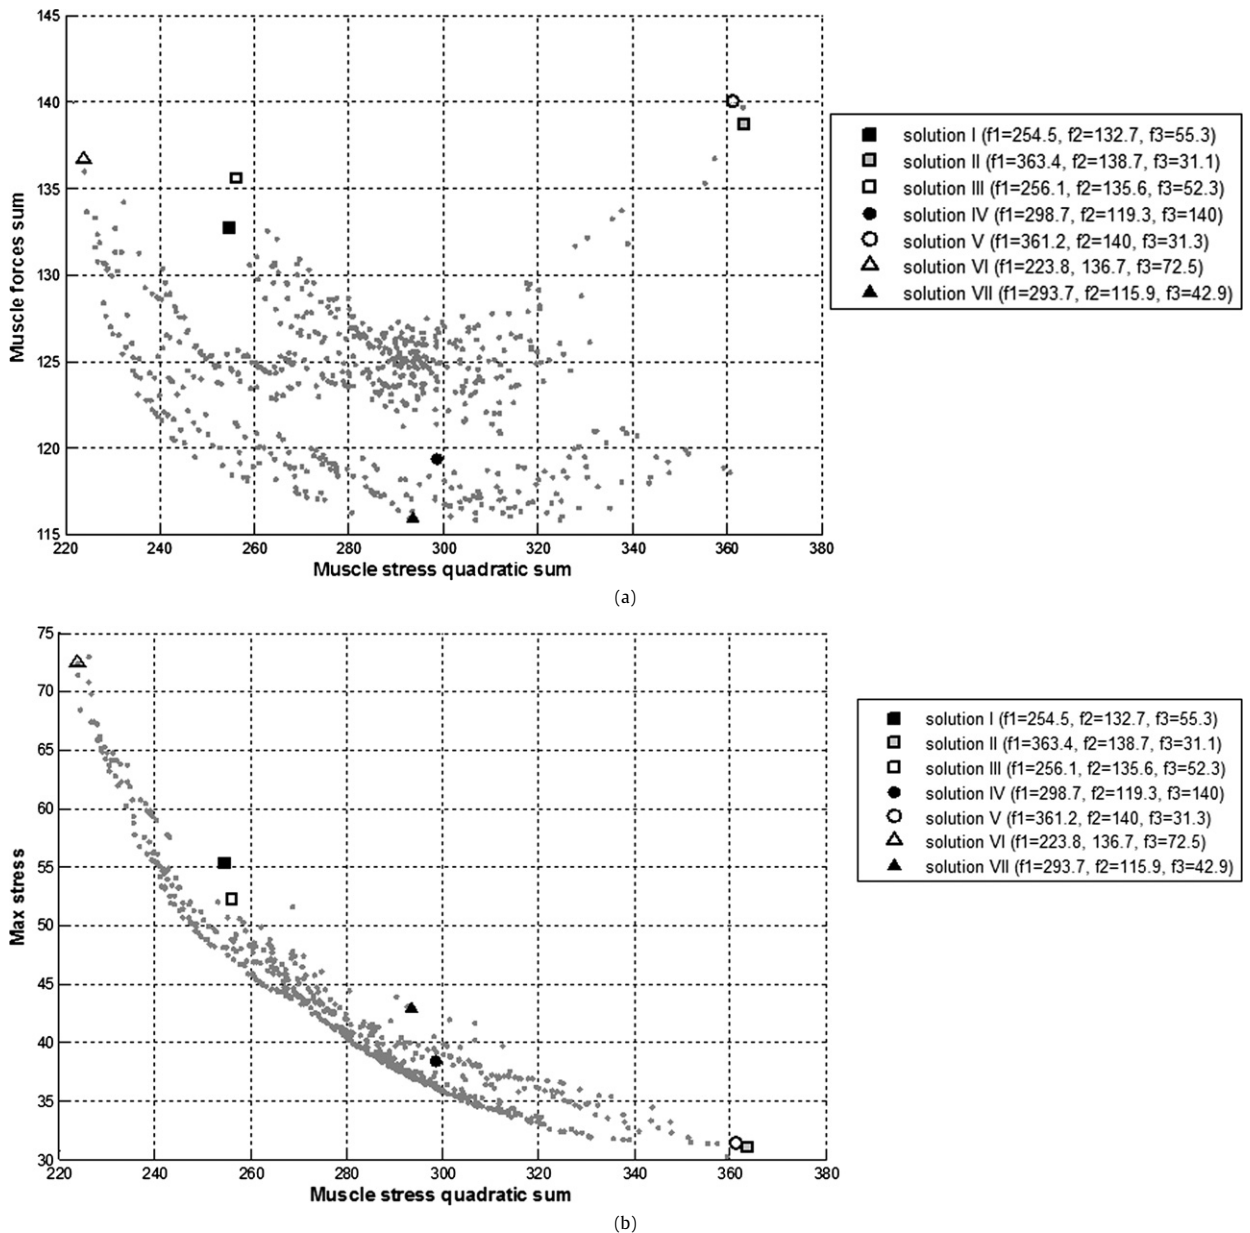 145
140
135
130
125
120
115
Muscle forces sum
220 240 260 280 300 320 340 360 380
Muscle stress quadratic sum
solution I (f1=254.5, f2=132.7, f3=55.3)
solution II (f1=363.4, f2=138.7, f3=31.1)
solution III (f1=256.1, f2=135.6, f3=52.3)
solution IV (f1=298.7, f2=119.3, f3=140)
solution V (f1=361.2, f2=140, f3=31.3)
solution VI (f1=223.8, 136.7, f3=72.5)
solution VII (f1=293.7, f2=115.9, f3=42.9)
(a)
75
70
65
60
55
50
45
40
35
30
Max stress
220 240 260 280 300 320 340 360 380
Muscle stress quadratic sum
solution I (f1=254.5, f2=132.7, f3=55.3)
solution II (f1=363.4, f2=138.7, f3=31.1)
solution III (f1=256.1, f2=135.6, f3=52.3)
solution IV (f1=298.7, f2=119.3, f3=140)
solution V (f1=361.2, f2=140, f3=31.3)
solution VI (f1=223.8, 136.7, f3=72.5)
solution VII (f1=293.7, f2=115.9, f3=42.9)
(b)